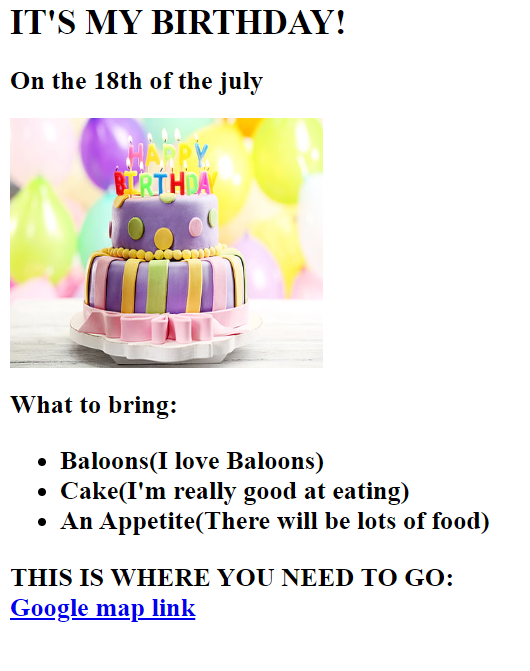 IT'S MY BIRTHDAY!
On the 18th of the july
HAPPY
BIRTHDAY
What to bring:
Baloons(I love Baloons)
Cake(I'm really good at eating)
An Appetite(There will be lots of food)
THIS IS WHERE YOU NEED TO GO:
Google map link